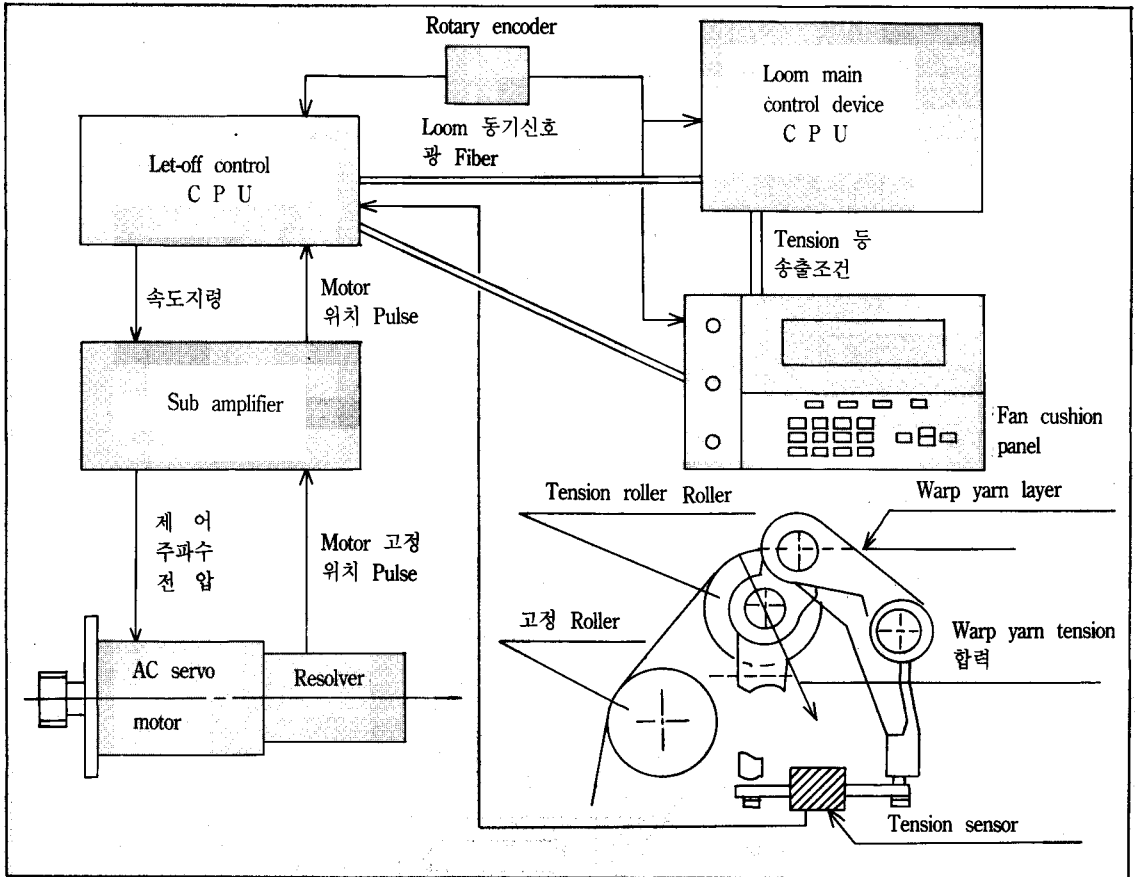 Rotary encoder
Loom main
control device
C P U
Loom 동기신호
광 Fiber
Let-off control
C P U
Tension 등
송출조건
속도지령
Motor
위치 Pulse
Sub amplifier
Fan cushion
panel
Tension roller Roller
Warp yarn layer
제 어
주파수
전 압
Motor 고정
위치 Pulse
고정 Roller
Warp yarn tension
합력
AC servo
motor
Resolver
Tension sensor